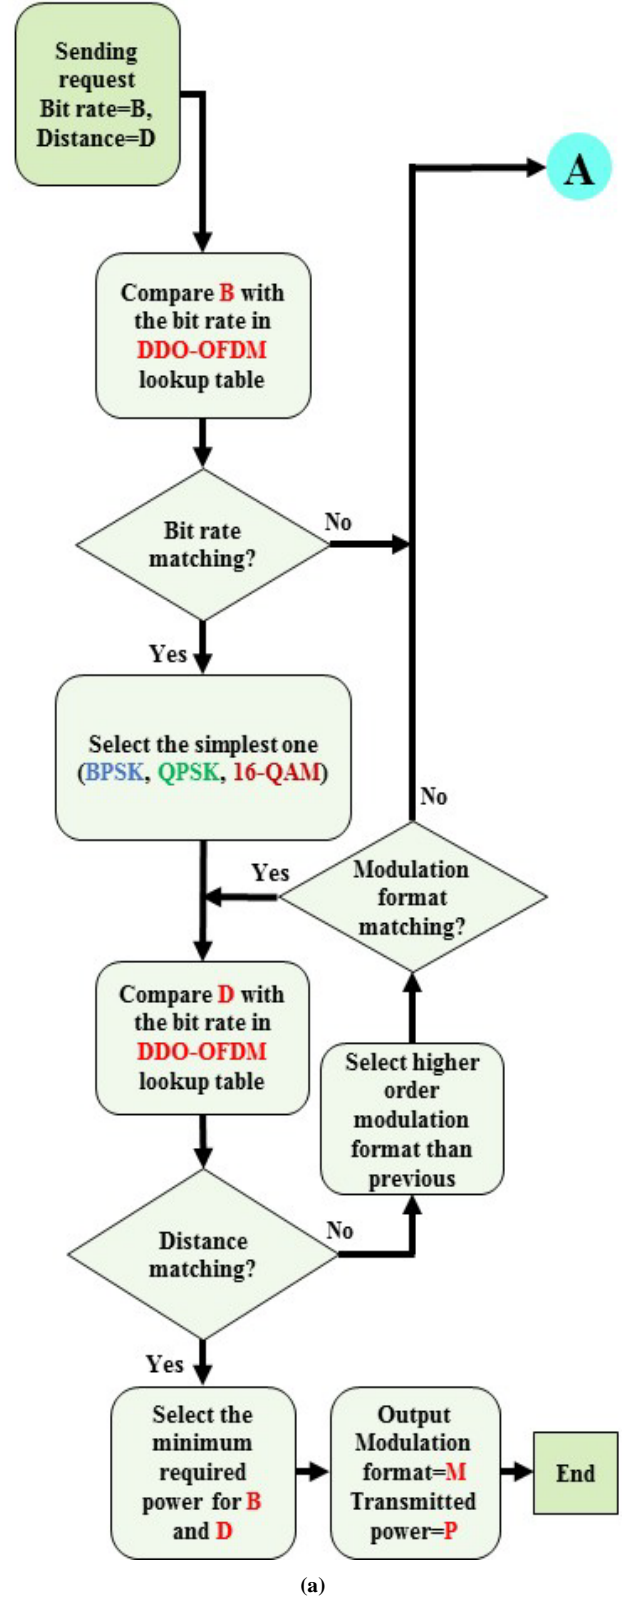 Sending
request
Bit rate=B,
Distance=D
A
Compare B with
the bit rate in
DDO-OFDM
lookup table
Bit rate
matching?
No
Yes
Select the simplest one
(BPSK, QPSK, 16-QAM)
No
Yes
Modulation
format
matching?
Compare D with
the bit rate in
DDO-OFDM
lookup table
Select higher
order
modulation
format than
previous
Distance
matching?
No
Yes
Select the
minimum
required
power for B
and D
Output
Modulation
format=M
Transmitted
power=P
End
(a)